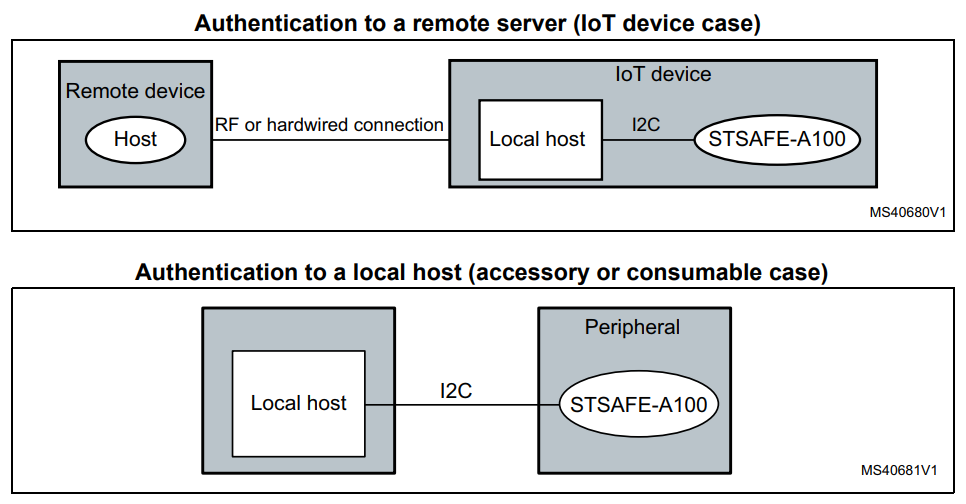 Authentication to a remote server (IoT device case)
Remote device
Host
RF or hardwired connection
IoT device
Local host
I2C
STSAFE-A100
MS40680V1
Authentication to a local host (accessory or consumable case)
Local host
I2C
Peripheral
STSAFE-A100
MS40681V1